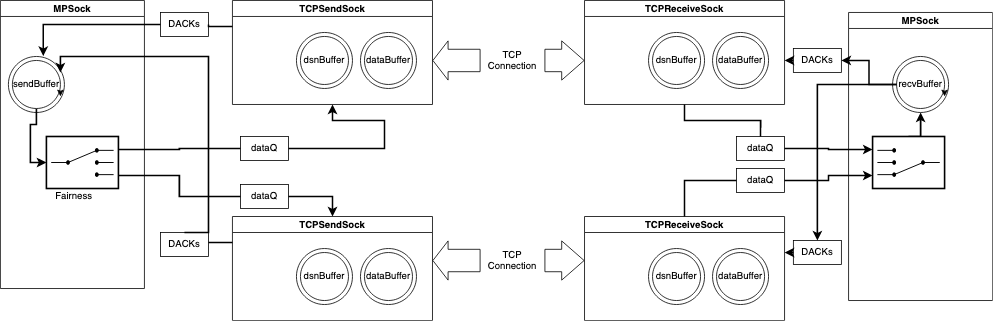 MPSock
DACKs
TCPSendSock
TCPReceiveSock
MPSock
sendBuffer
dsnBuffer
dataBuffer
TCP
Connection
dsnBuffer
dataBuffer
DACKs
recvBuffer
dataQ
dataQ
Fairness
dataQ
dataQ
TCPSendSock
TCPReceiveSock
DACKs
DACKs
dsnBuffer
dataBuffer
TCP
Connection
dsnBuffer
dataBuffer